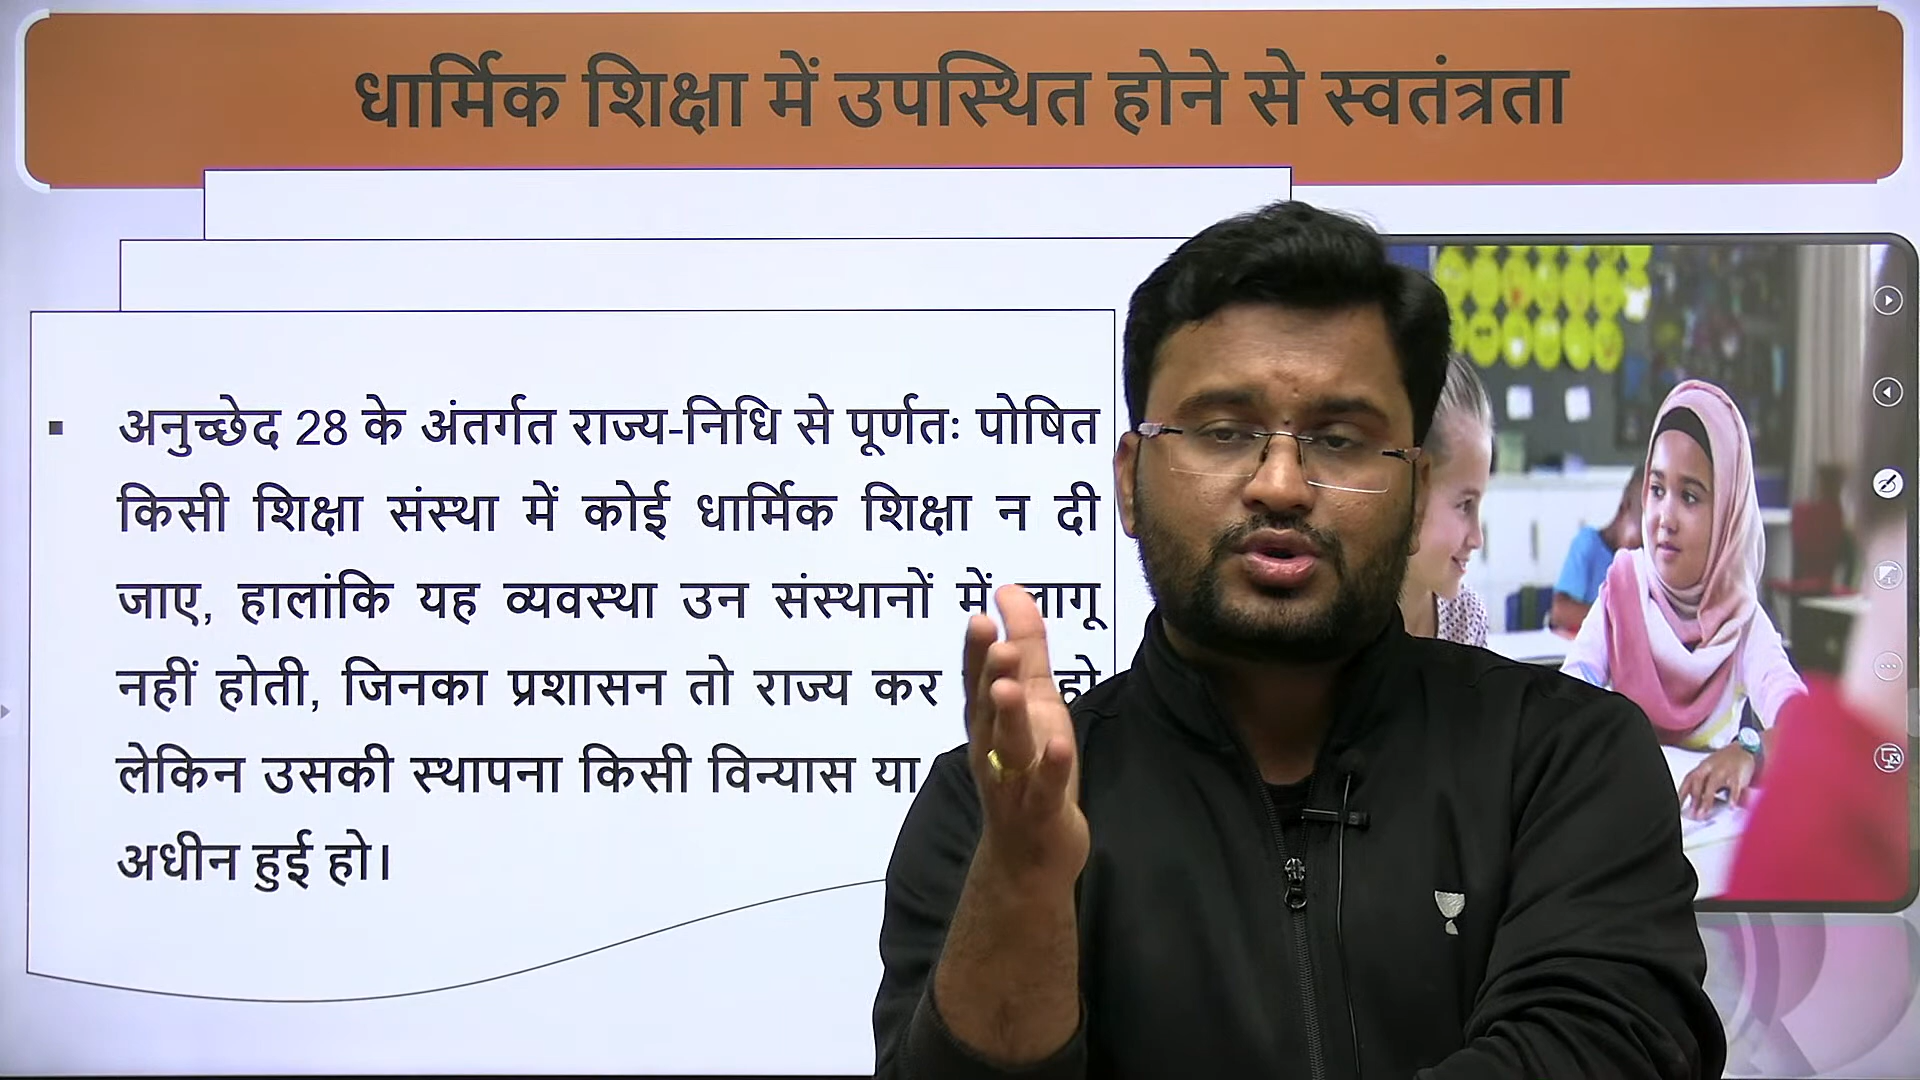 धार्मिक शिक्षा में उपस्थित होने से स्वतंत्रता
▪ अनुच्छेद 28 के अंतर्गत राज्य-निधि से पूर्णतः पोषित
किसी शिक्षा संस्था में कोई धार्मिक शिक्षा न दी
जाए, हालांकि यह व्यवस्था उन संस्थानों में लागू
नहीं होती, जिनका प्रशासन तो राज्य कर हो
लेकिन उसकी स्थापना किसी विन्यास या
अधीन हुई हो।